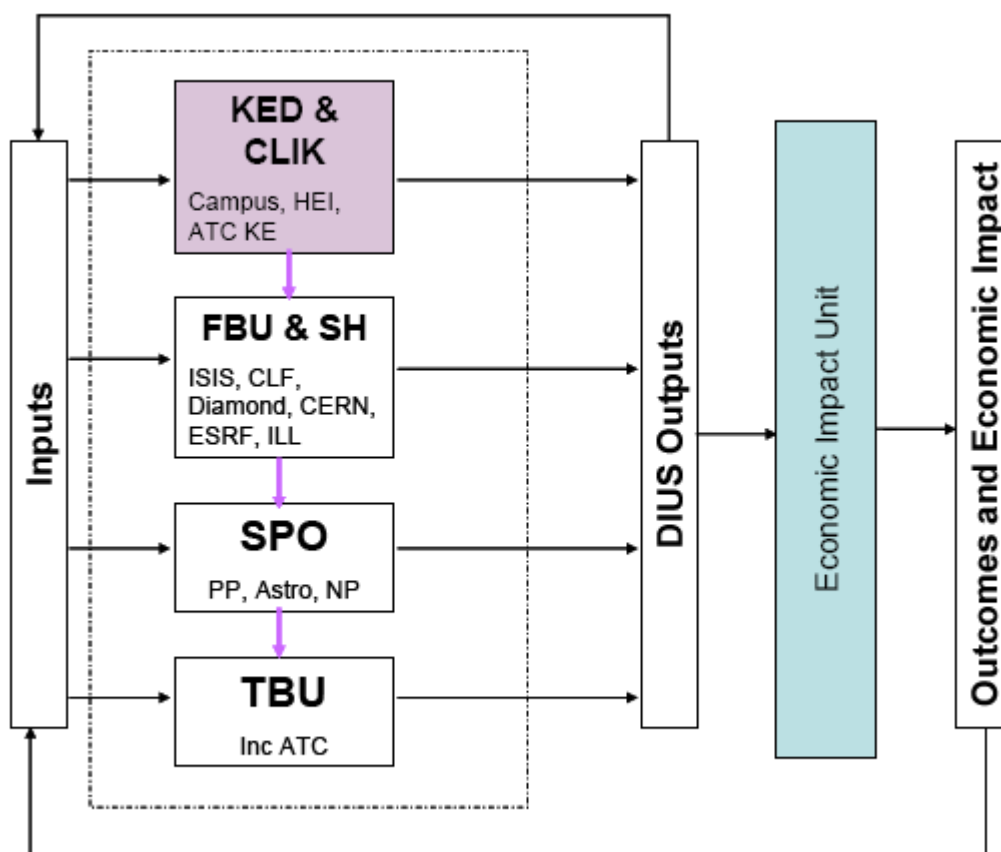 Inputs
KED &
CLIK
Campus, HEI,
ATC KE
FBU & SH
ISIS, CLF,
Diamond, CERN,
ESRF, ILL
SPO
PP, Astro, NP
TBU
Inc ATC
DIUS Outputs
Economic Impact Unit
Outcomes and Economic Impact